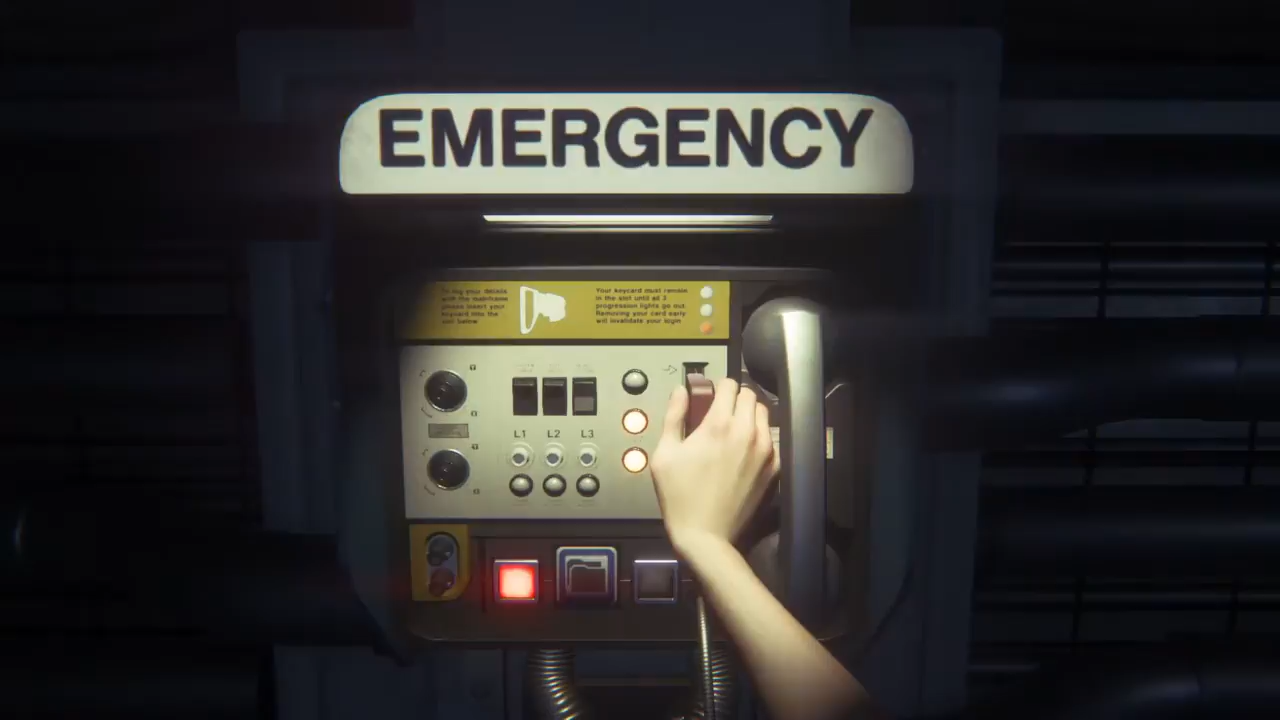 EMERGENCY
To log your details
with the mainframe
please insert your
keycard into the
slot below
Your keycard must remain
in the slot until all 3
progression lights go out.
Removing your card early
will invalidate your login
L1 L2 L3